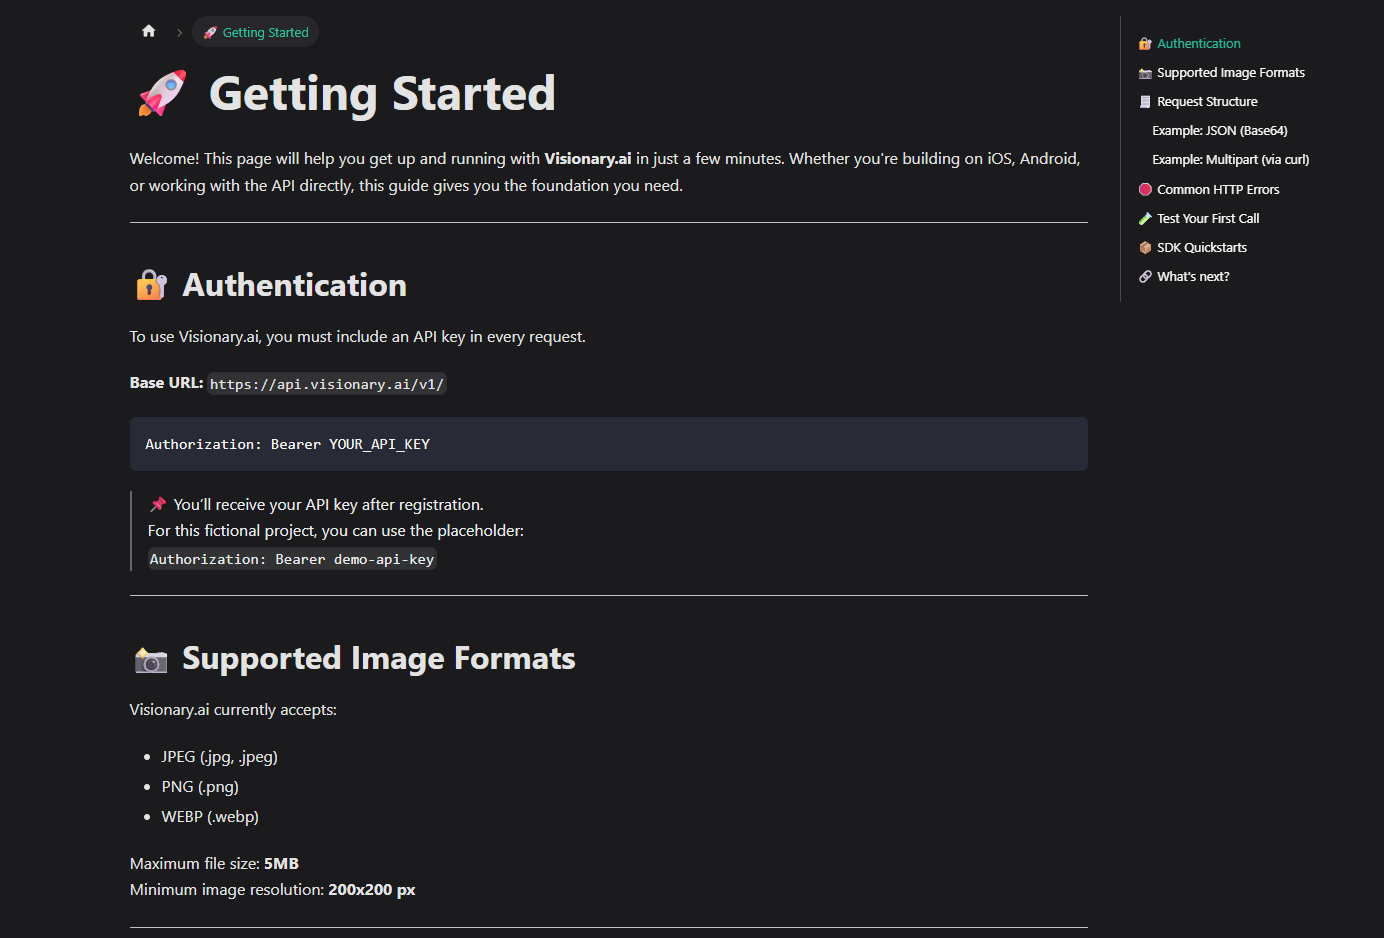 Getting Started
Getting Started
Welcome! This page will help you get up and running with Visionary.ai in just a few minutes. Whether you're building on iOS, Android,
or working with the API directly, this guide gives you the foundation you need.
Authentication
To use Visionary.ai, you must include an API key in every request.
Base URL: https://api.visionary.ai/v1/
Authorization: Bearer YOUR_API_KEY
You’ll receive your API key after registration.
For this fictional project, you can use the placeholder:
Authorization: Bearer demo-api-key
Supported Image Formats
Visionary.ai currently accepts:
JPEG (.jpg, .jpeg)
PNG (.png)
WEBP (.webp)
Maximum file size: 5MB
Minimum image resolution: 200x200 px
Authentication
Supported Image Formats
Request Structure
Example: JSON (Base64)
Example: Multipart (via curl)
Common HTTP Errors
Test Your First Call
SDK Quickstarts
What's next?